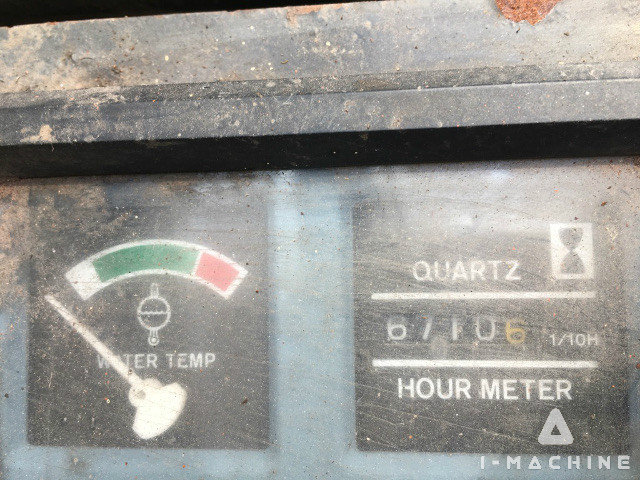 QUARTZ
67106 1/10H
WATER TEMP
HOUR METER
I-MACHINE